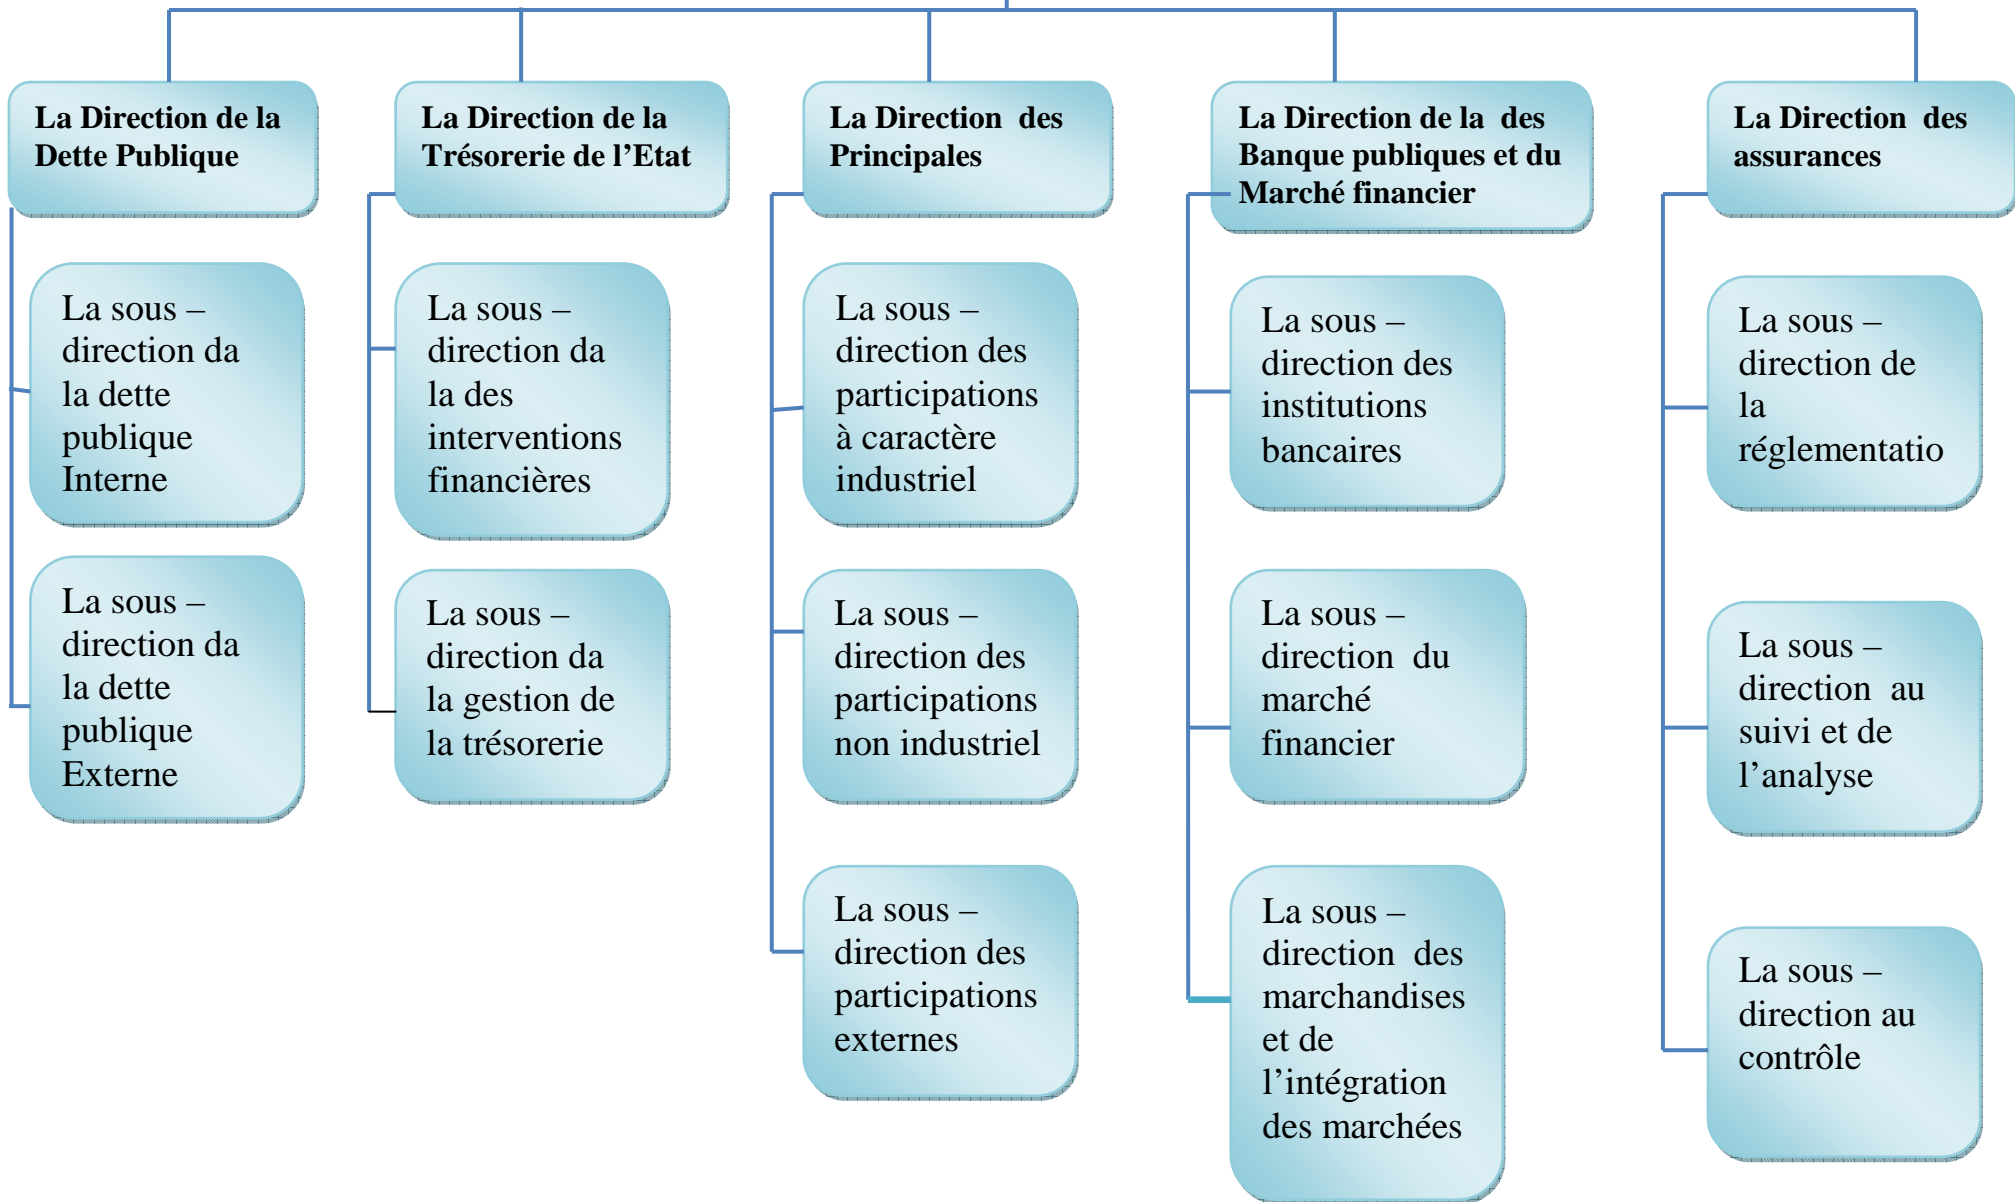 La Direction de la
Dette Publique
La sous –
direction da
la dette
publique
Interne
La sous –
direction da
la dette
publique
Externe
La Direction de la
Trésorerie de l’Etat
La sous –
direction da
la des
interventions
financières
La sous –
direction da
la gestion de
la trésorerie
La Direction des
Principales
La sous –
direction des
participations
à caractère
industriel
La sous –
direction des
participations
non industriel
La sous –
direction des
participations
externes
La Direction de la des
Banque publiques et du
Marché financier
La sous –
direction des
institutions
bancaires
La sous –
direction du
marché
financier
La sous –
direction des
marchandises
et de
l’intégration
des marchées
La Direction des
assurances
La sous –
direction de
la
réglementatio
La sous –
direction au
suivi et de
l’analyse
La sous –
direction au
contrôle